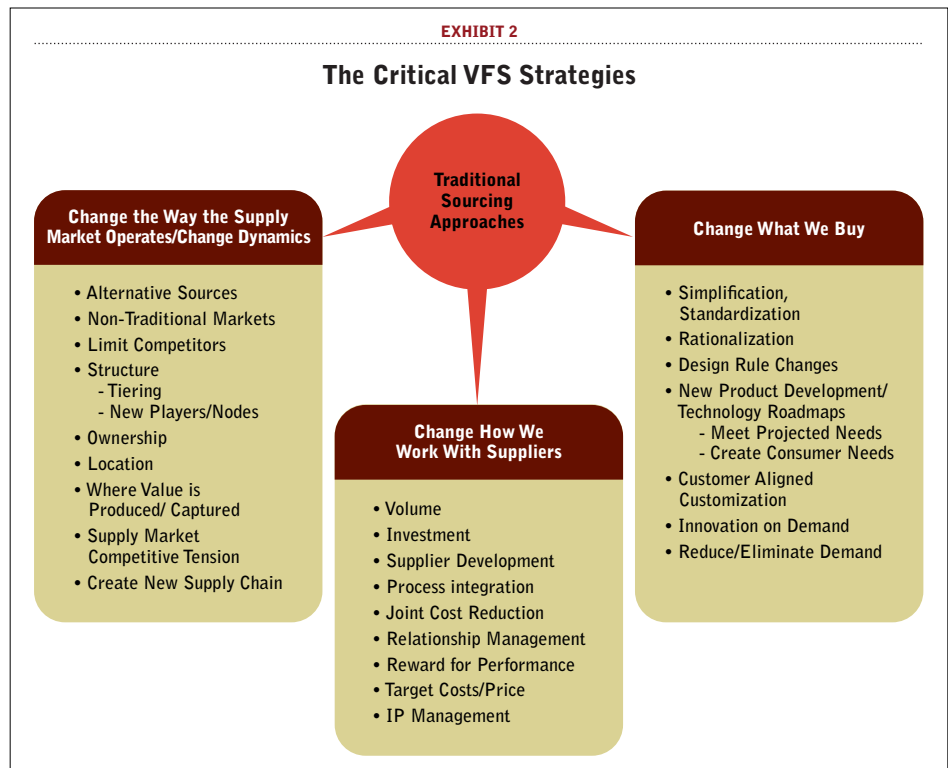 EXHIBIT 2
The Critical VFS Strategies
Traditional
Sourcing
Approaches
Change the Way the Supply
Market Operates/Change Dynamics
• Alternative Sources
• Non-Traditional Markets
• Limit Competitors
• Structure
- Tiering
- New Players/Nodes
• Ownership
• Location
• Where Value is
Produced/ Captured
• Supply Market
Competitive Tension
• Create New Supply Chain
Change How We
Work With Suppliers
• Volume
• Investment
• Supplier Development
• Process integration
• Joint Cost Reduction
• Relationship Management
• Reward for Performance
• Target Costs/Price
• IP Management
Change What We Buy
• Simplification,
Standardization
• Rationalization
• Design Rule Changes
• New Product Development/
Technology Roadmaps
- Meet Projected Needs
- Create Consumer Needs
• Customer Aligned
Customization
• Innovation on Demand
• Reduce/Eliminate Demand